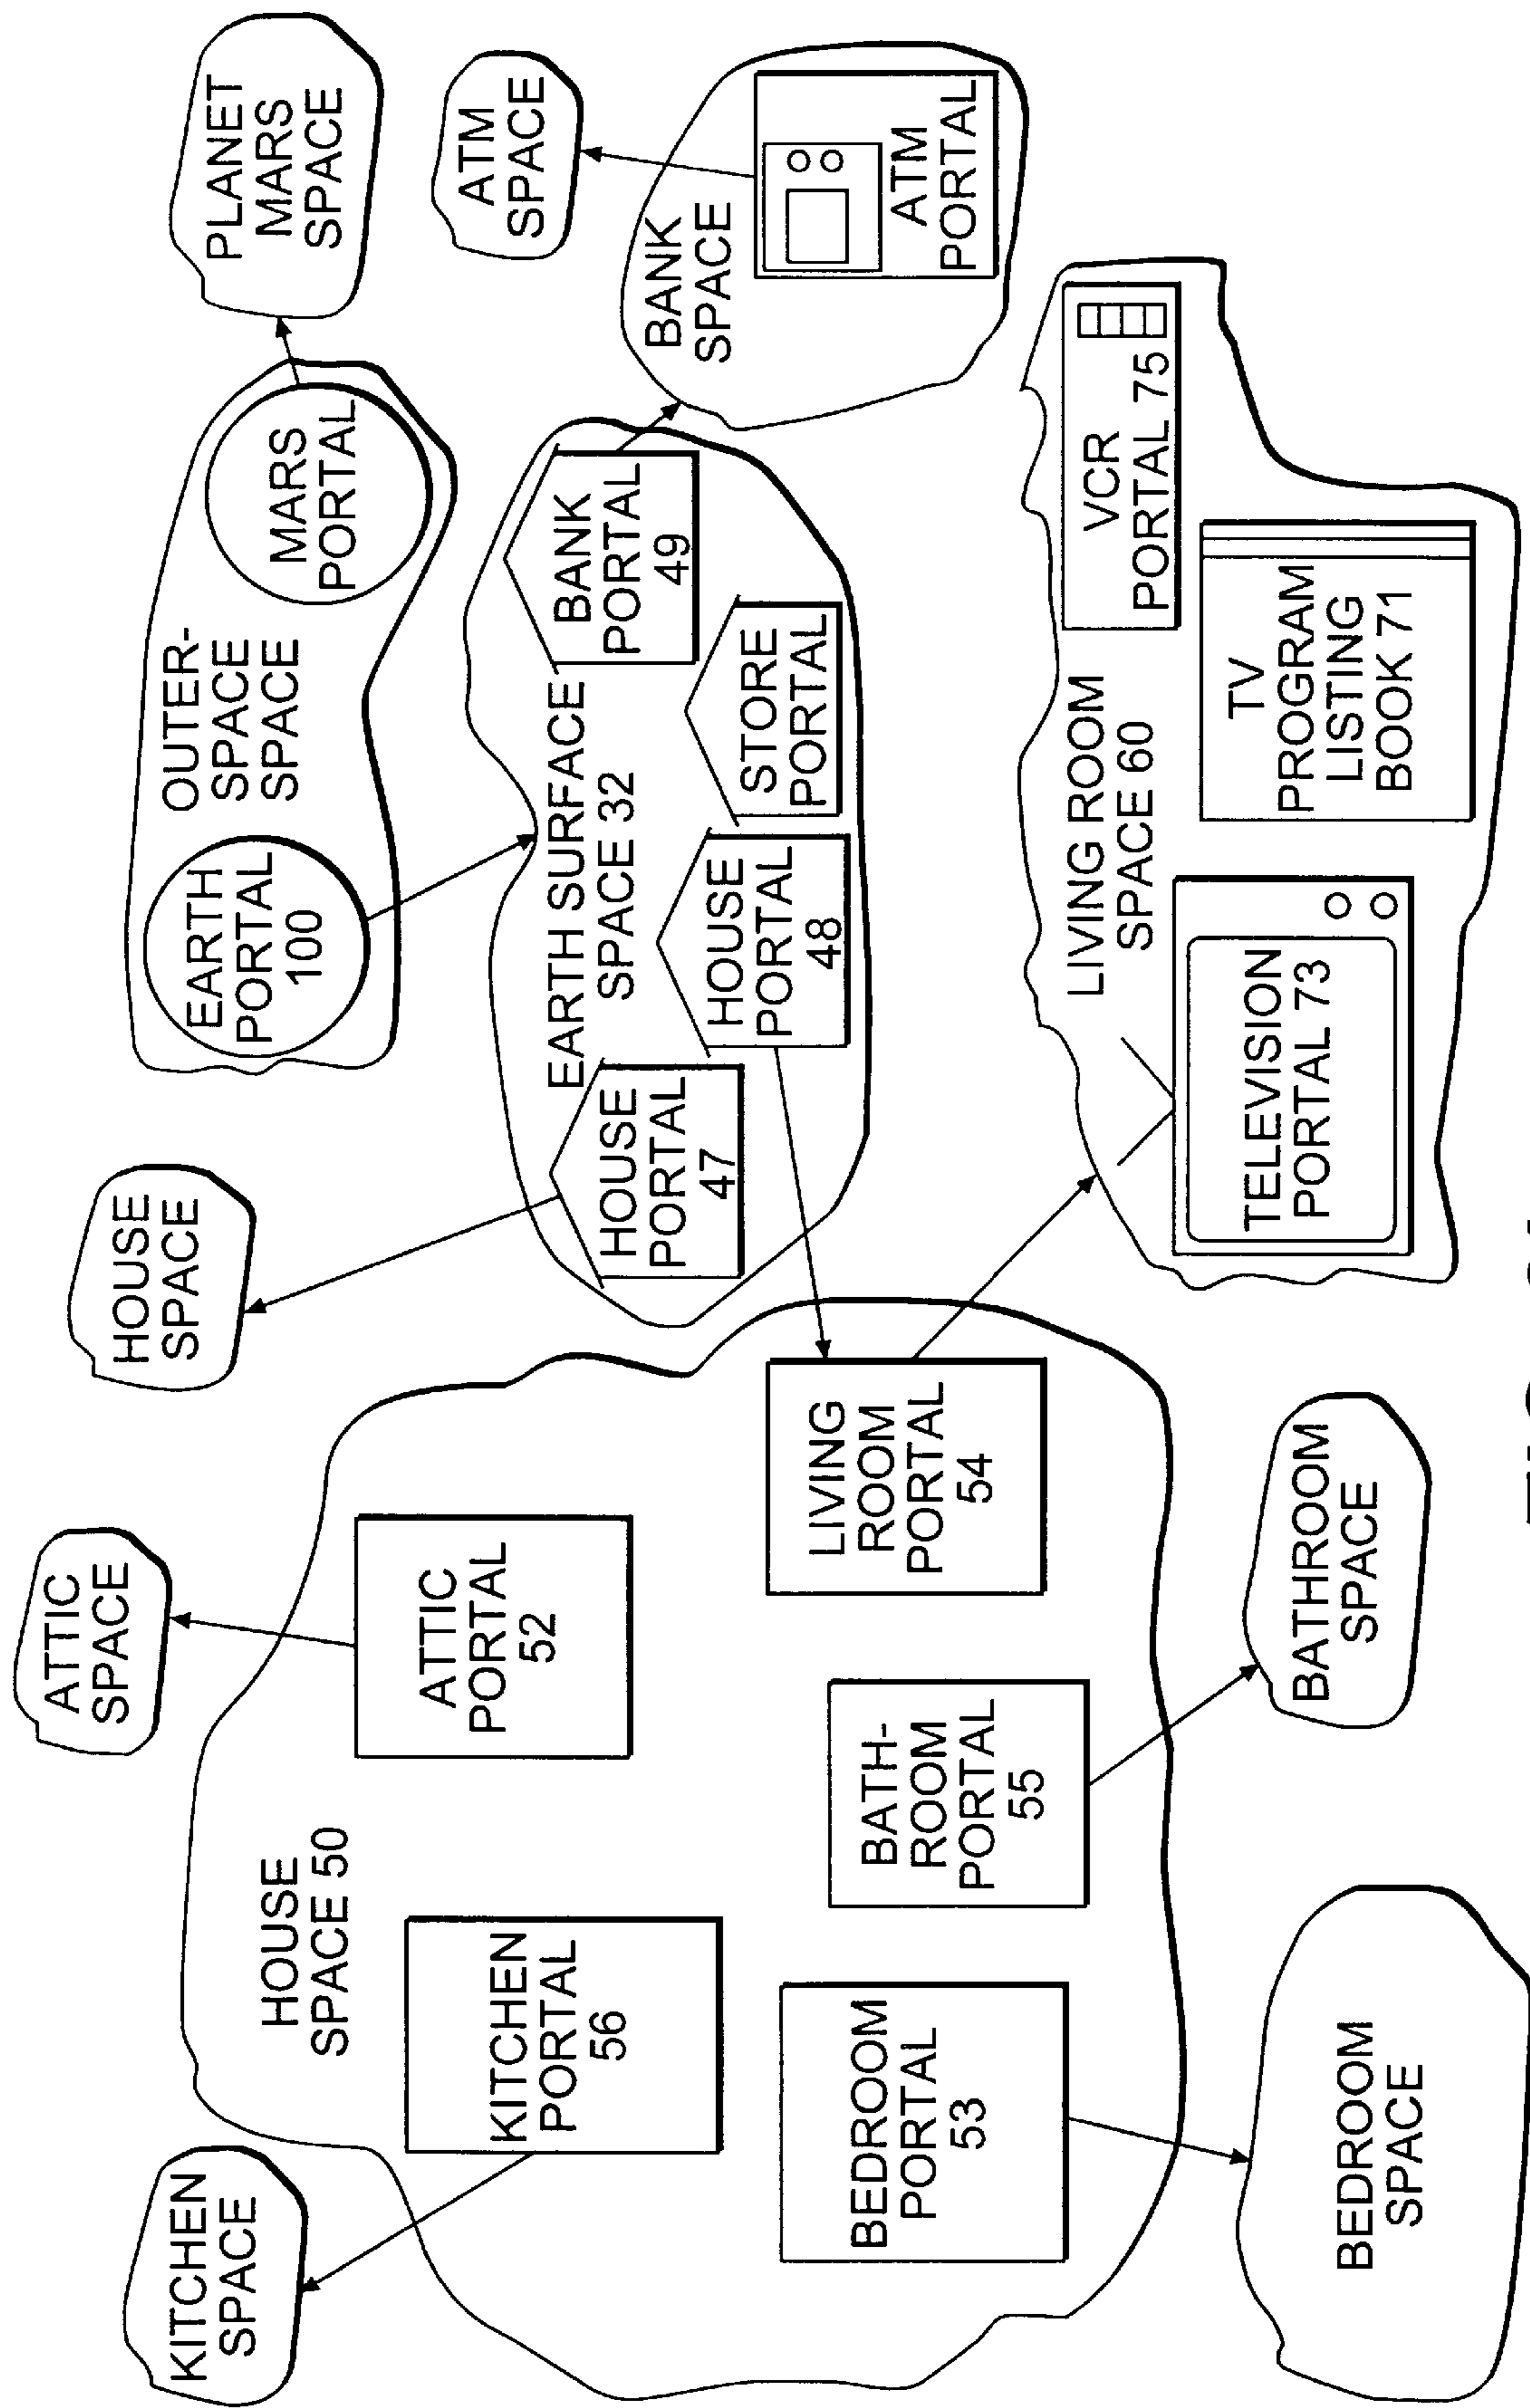 KITCHEN
SPACE
ATTIC
SPACE
HOUSE
SPACE
HOUSE
SPACE 50
KITCHEN
PORTAL
56
ATTIC
PORTAL
52
BEDROOM
PORTAL
53
BATH-
ROOM
PORTAL
55
LIVING
ROOM
PORTAL
54
BEDROOM
SPACE
BATHROOM
SPACE
EARTH
PORTAL
100
OUTER-
SPACE
SPACE
MARS
PORTAL
PLANET
MARS
SPACE
EARTH SURFACE
SPACE 32
HOUSE
PORTAL
47
HOUSE
PORTAL
48
STORE
PORTAL
BANK
PORTAL
49
ATM
SPACE
BANK
SPACE
ATM
PORTAL
LIVING ROOM
SPACE 60
TELEVISION
PORTAL 73
TV
PROGRAM
LISTING
BOOK 71
VCR
PORTAL 75